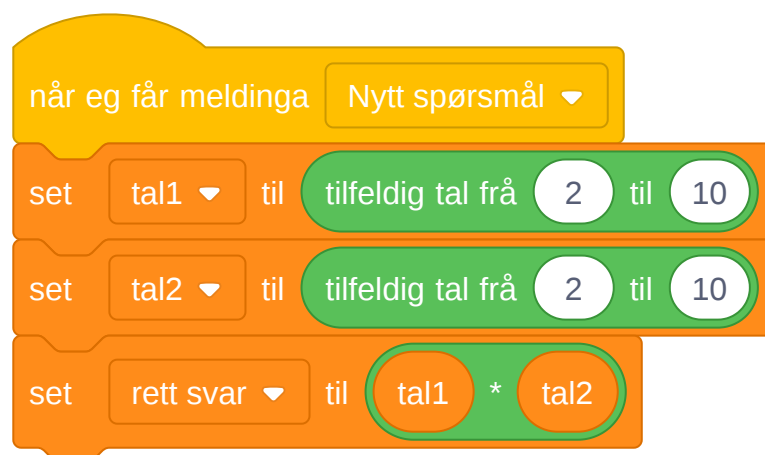 når eg får meldinga Nytt spørsmål
set tal1 til tilfeldig tal frå 2 til 10
set tal2 til tilfeldig tal frå 2 til 10
set rett svar til tal1 * tal2